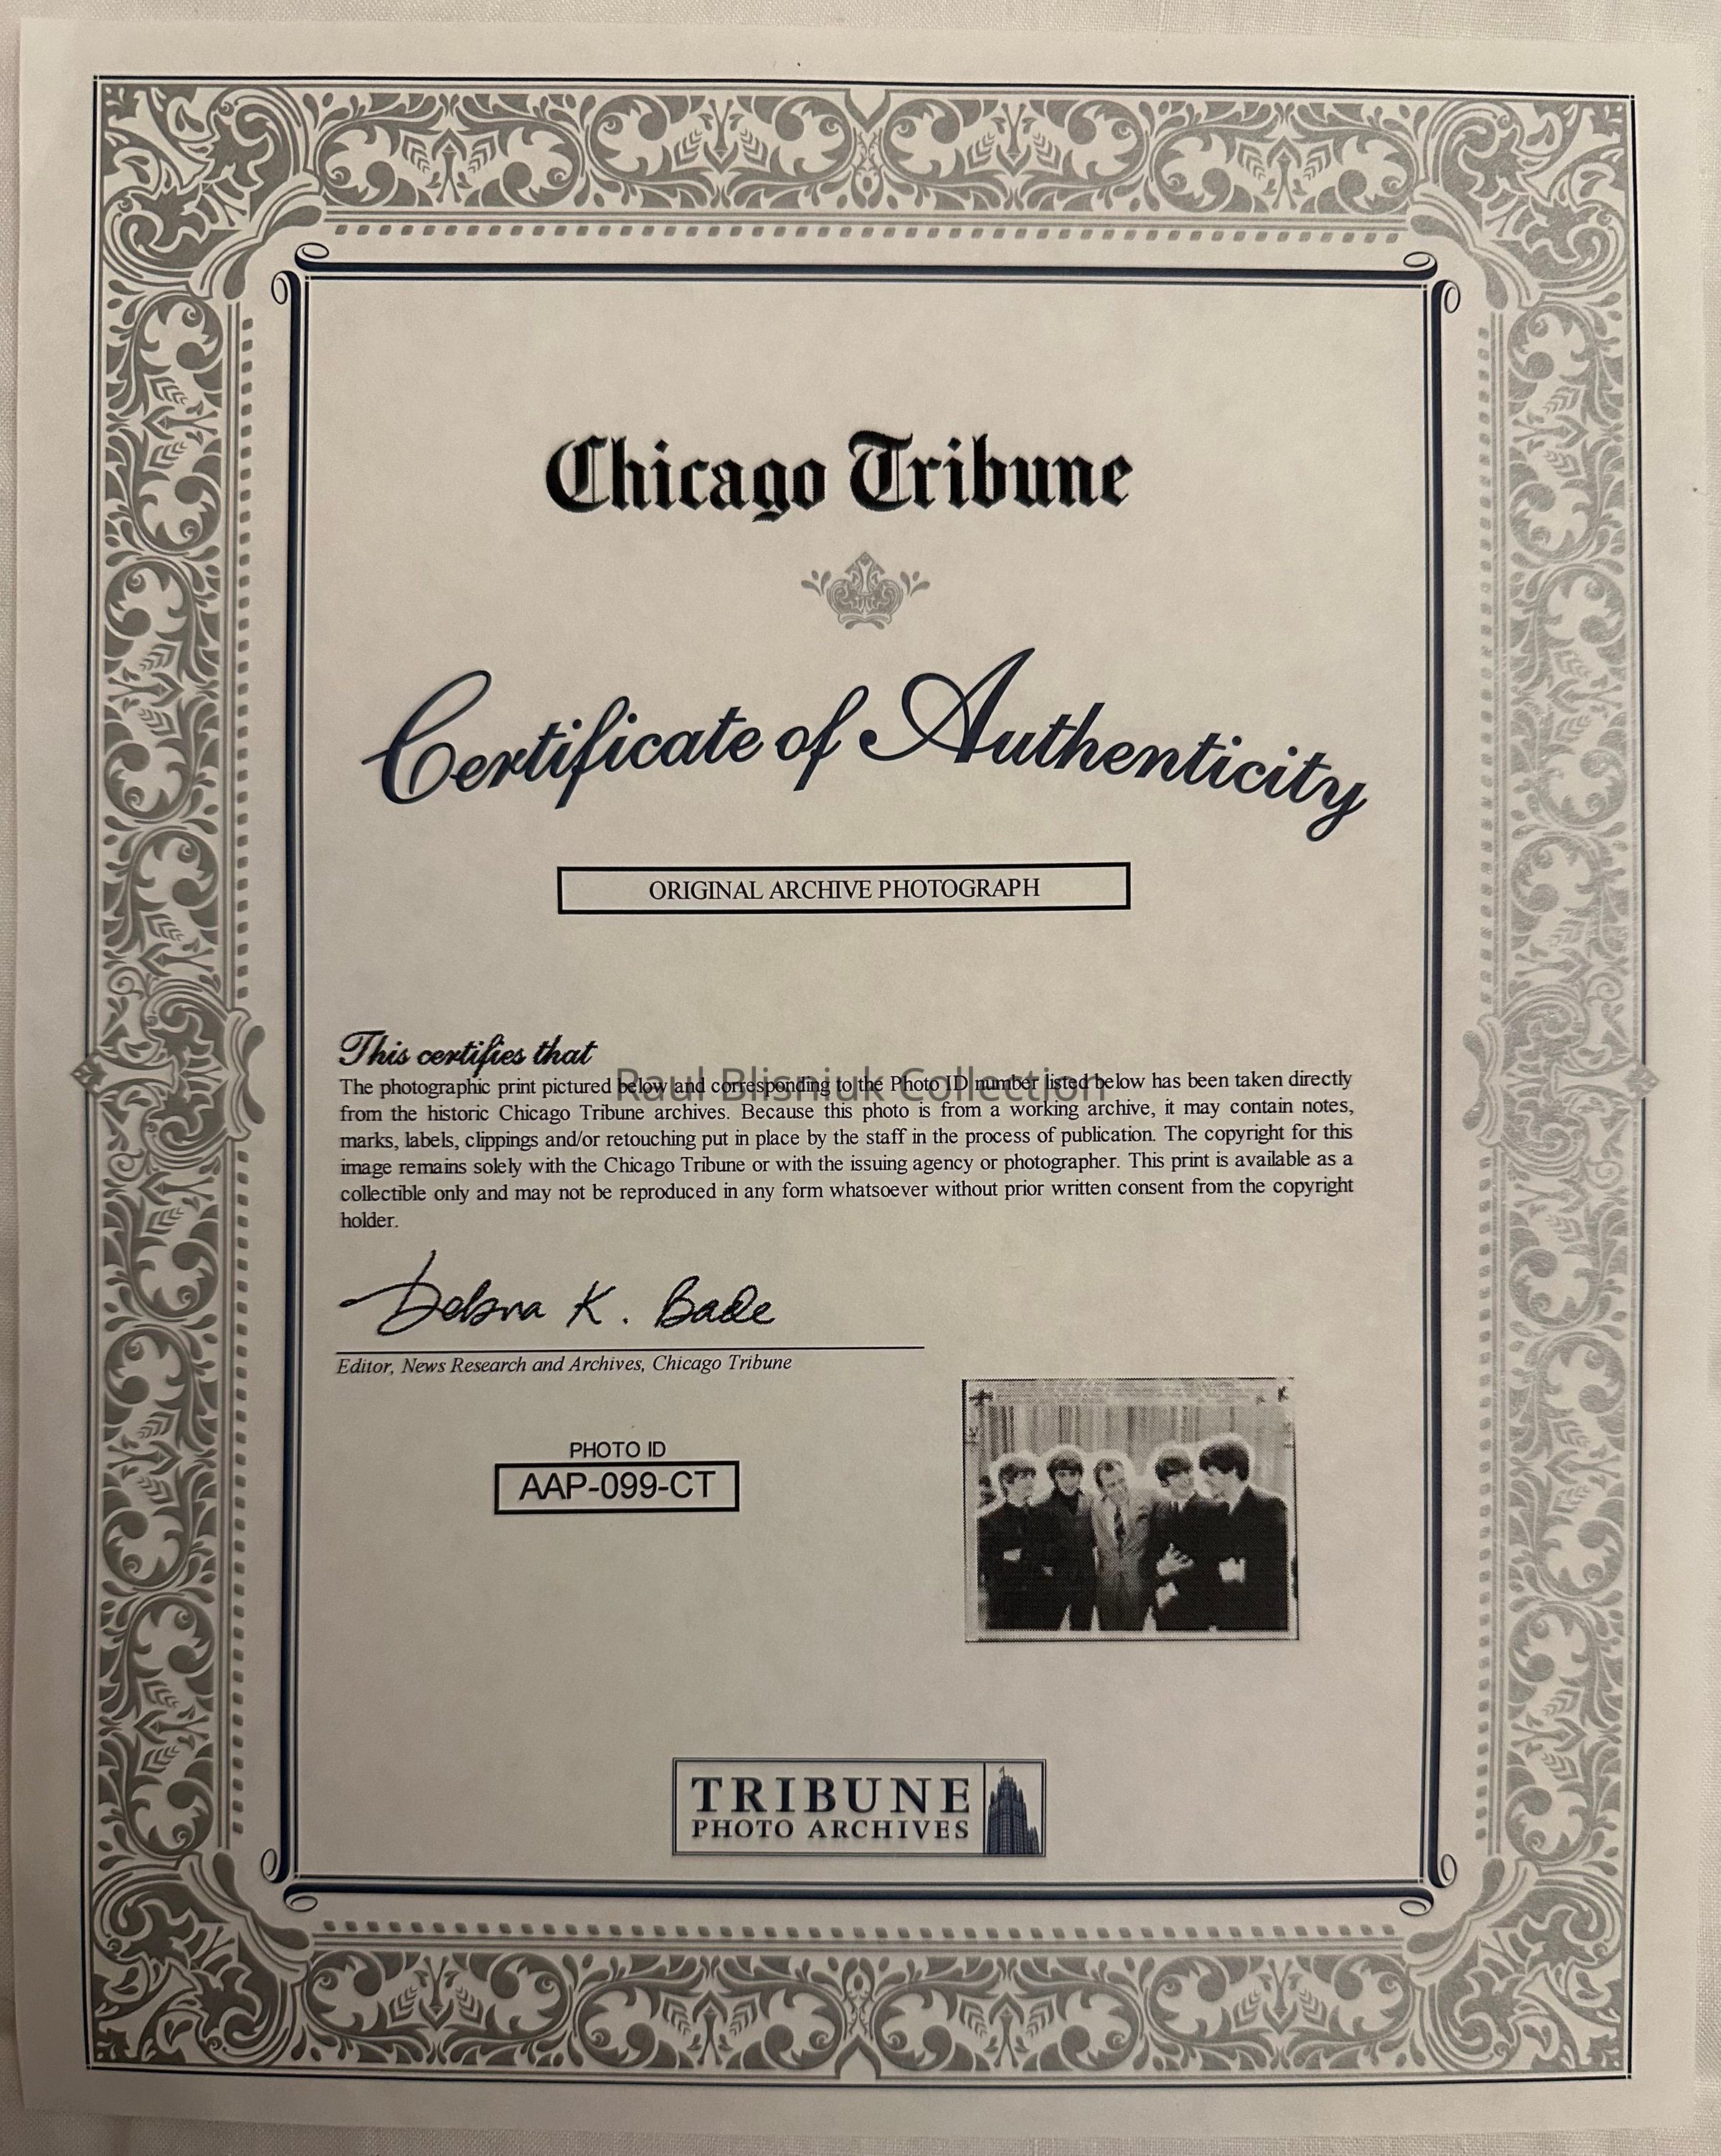 Chicago Tribune
Certificate of Authenticity
ORIGINAL ARCHIVE PHOTOGRAPH
This certifies that
Raul Blisniuk Collection
The photographic print pictured below and corresponding to the Photo ID number listed below has been taken directly
from the historic Chicago Tribune archives. Because this photo is from a working archive, it may contain notes,
marks, labels, clippings and/or retouching put in place by the staff in the process of publication. The copyright for this
image remains solely with the Chicago Tribune or with the issuing agency or photographer. This print is available as a
collectible only and may not be reproduced in any form whatsoever without prior written consent from the copyright
holder.
Debra K. Bade
Editor, News Research and Archives, Chicago Tribune
PHOTO ID
AAP-099-CT
TRIBUNE
PHOTO ARCHIVES